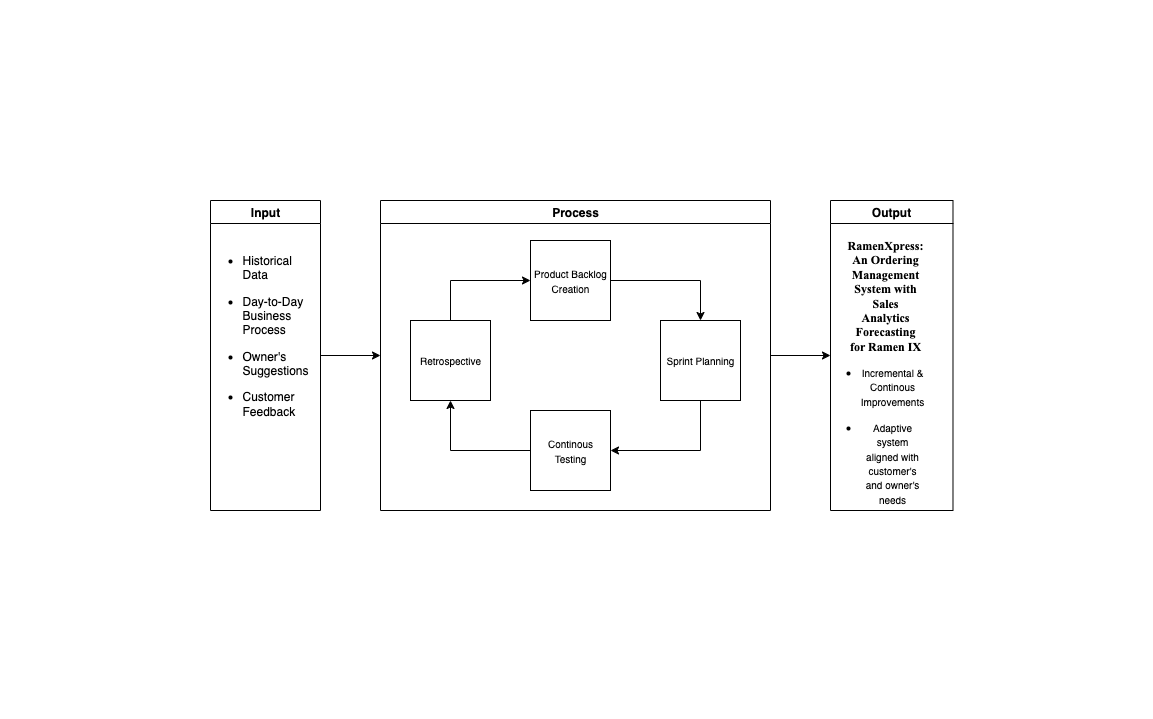 Input
Historical
Data
Day-to-Day
Business
Process
Owner's
Suggestions
Customer
Feedback
Process
Product Backlog
Creation
Retrospective
Sprint Planning
Continous
Testing
Output
RamenXpress:
An Ordering
Management
System with
Sales
Analytics
Forecasting
for Ramen IX
Incremental &
Continous
Improvements
Adaptive
system
aligned with
customer's
and owner's
needs